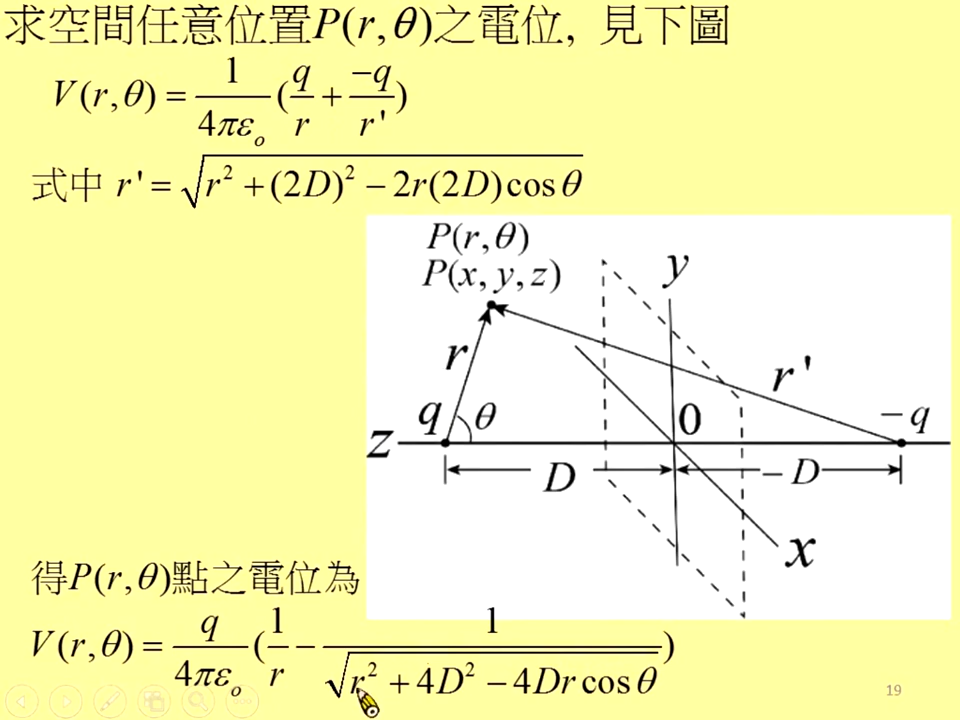 求空間任意位置P(r,θ)之電位, 見下圖
V(r,θ) = 1/(4πε₀) (q/r + -q/r')
式中 r' = √(r² + (2D)² − 2r(2D)cosθ)
P(r,θ)
P(x, y, z)
y
r
r'
q
θ
0
− q
z
D
− D
x
得P(r,θ)點之電位為
V(r,θ) = q/(4πε₀) (1/r − 1/√(r² + 4D² − 4Dr cosθ))
19